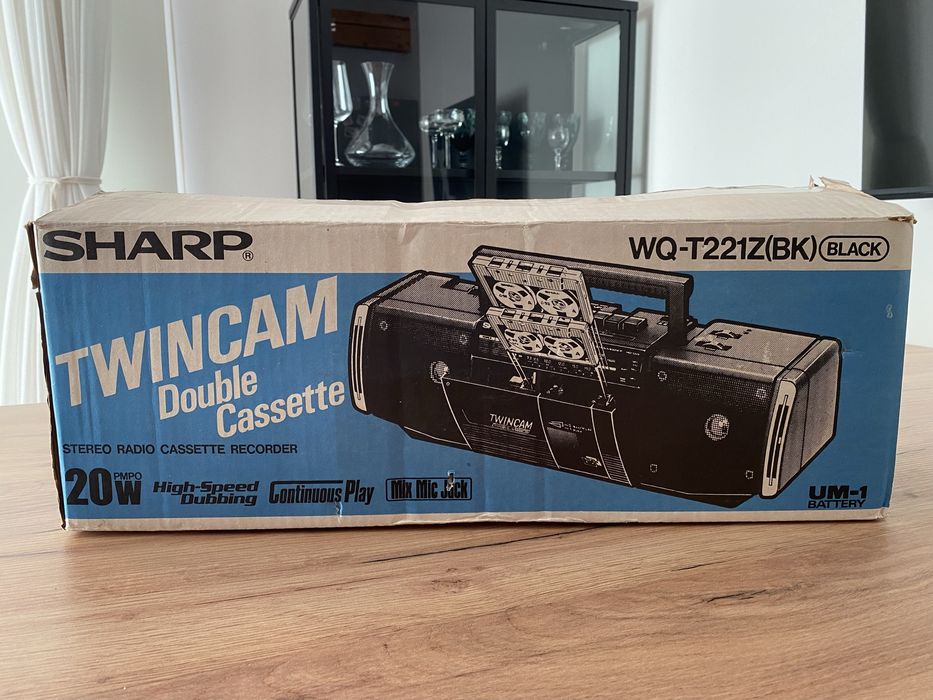 SHARP®
WQ-T221Z(BK) BLACK
TWINCAM
Double
Cassette
STEREO RADIO CASSETTE RECORDER
20W PMPO
High-Speed
Dubbing
Continuous Play
Mix Mic Jack
TWINCAM
UM-1
BATTERY